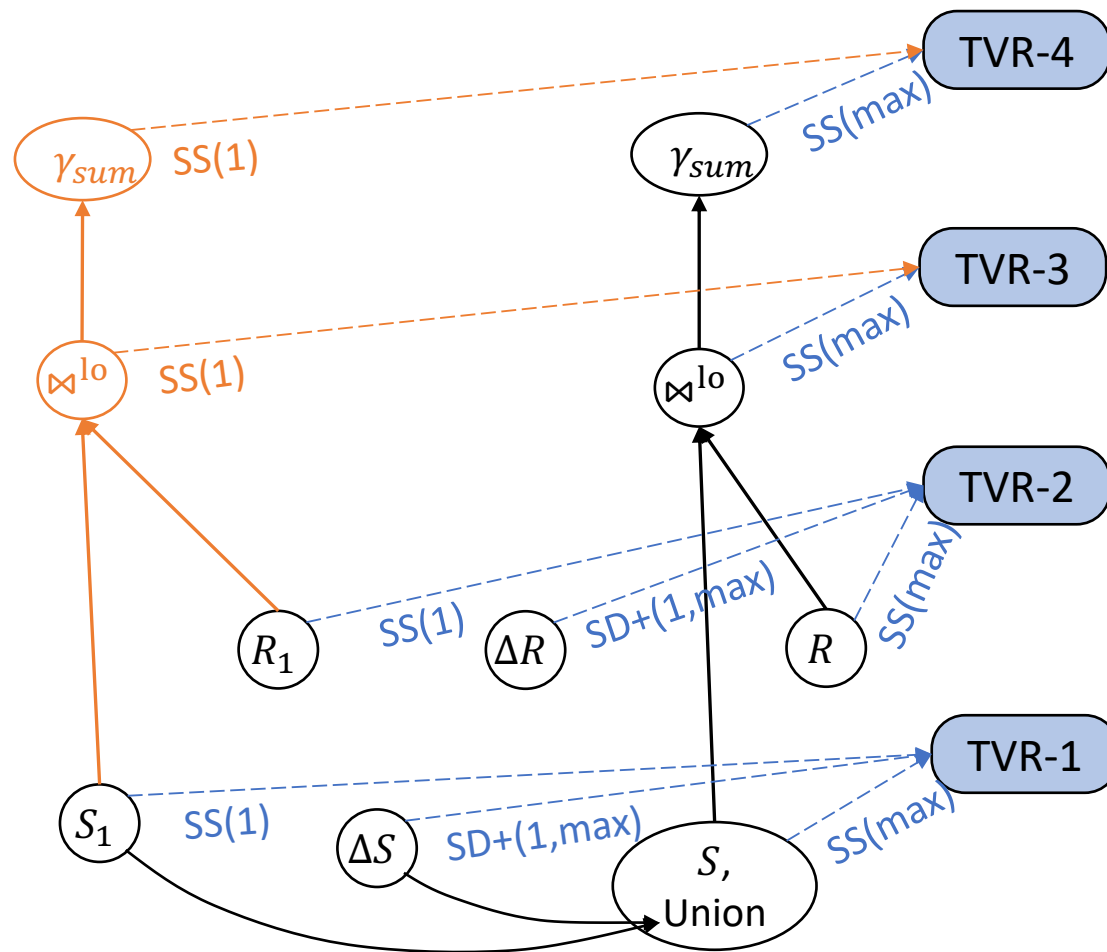 TVR-4
SS(max)
γsum
SS(1)
γsum
TVR-3
SS(max)
⋈lo
SS(1)
⋈lo
TVR-2
SS(max)
R₁
SS(1)
ΔR
SD+(1,max)
R
TVR-1
SS(max)
S₁
SS(1)
ΔS
SD+(1,max)
S,
Union